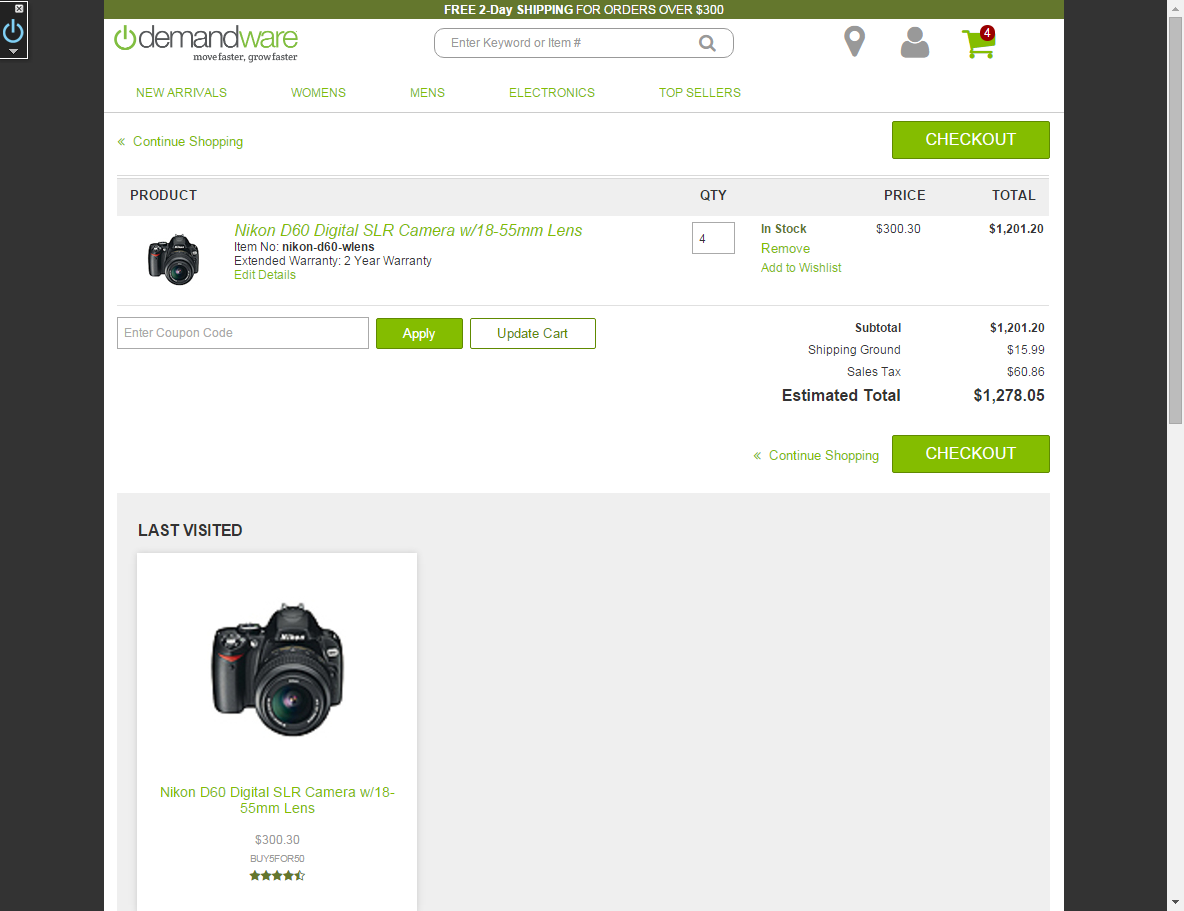 FREE 2-Day SHIPPING FOR ORDERS OVER $300
demandware
move faster, grow faster
Enter Keyword or Item #
4
NEW ARRIVALS WOMENS MENS ELECTRONICS TOP SELLERS
« Continue Shopping
CHECKOUT
PRODUCT QTY PRICE TOTAL
Nikon D60 Digital SLR Camera w/18-55mm Lens 4 In Stock $300.30 $1,201.20
Item No: nikon-d60-wlens Remove
Extended Warranty: 2 Year Warranty
Edit Details Add to Wishlist
Enter Coupon Code Apply Update Cart
Subtotal $1,201.20
Shipping Ground $15.99
Sales Tax $60.86
Estimated Total $1,278.05
« Continue Shopping CHECKOUT
LAST VISITED
Nikon
Nikon D60 Digital SLR Camera w/18-
55mm Lens
$300.30
BUY5FOR50